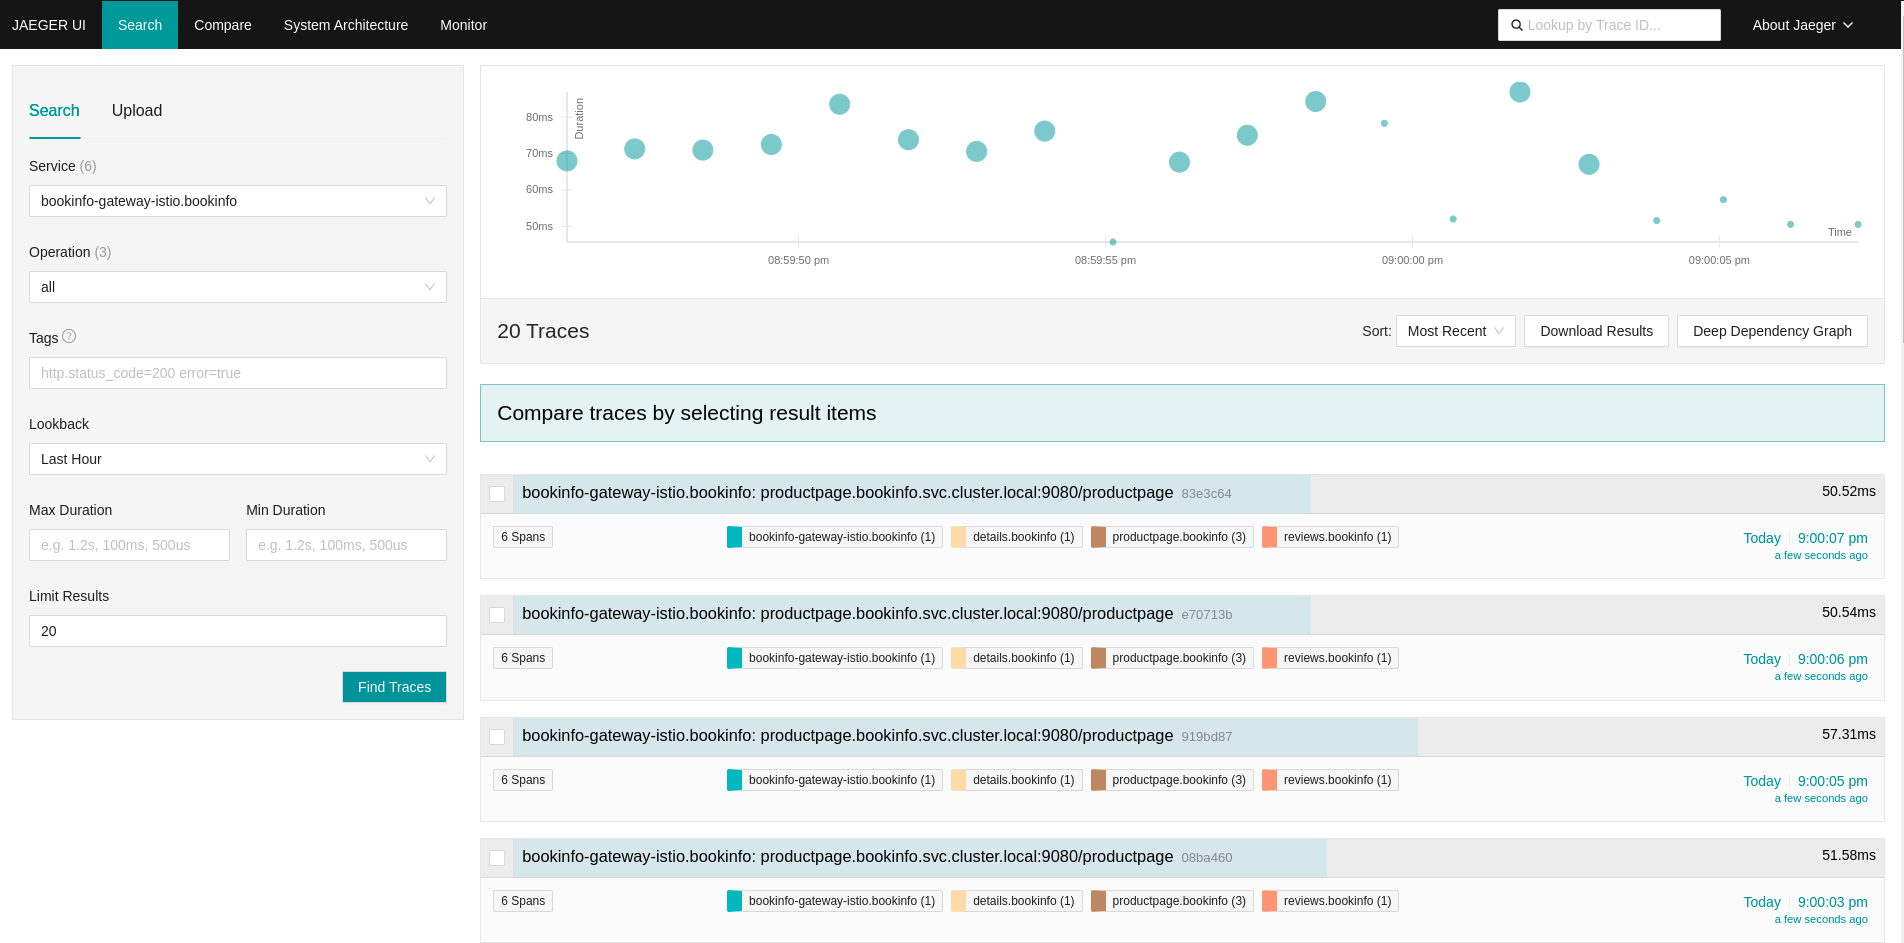 JAEGER UI Search Compare System Architecture Monitor Lookup by Trace ID... About Jaeger
Search Upload
Service (6)
bookinfo-gateway-istio.bookinfo
Operation (3)
all
Tags
http.status_code=200 error=true
Lookback
Last Hour
Max Duration Min Duration
e.g. 1.2s, 100ms, 500us e.g. 1.2s, 100ms, 500us
Limit Results
20
Find Traces
Duration
80ms
70ms
60ms
50ms
Time
08:59:50 pm 08:59:55 pm 09:00:00 pm 09:00:05 pm
20 Traces Sort: Most Recent Download Results Deep Dependency Graph
Compare traces by selecting result items
bookinfo-gateway-istio.bookinfo: productpage.bookinfo.svc.cluster.local:9080/productpage 83e3c64 50.52ms
6 Spans bookinfo-gateway-istio.bookinfo (1) details.bookinfo (1) productpage.bookinfo (3) reviews.bookinfo (1) Today 9:00:07 pm
a few seconds ago
bookinfo-gateway-istio.bookinfo: productpage.bookinfo.svc.cluster.local:9080/productpage e70713b 50.54ms
6 Spans bookinfo-gateway-istio.bookinfo (1) details.bookinfo (1) productpage.bookinfo (3) reviews.bookinfo (1) Today 9:00:06 pm
a few seconds ago
bookinfo-gateway-istio.bookinfo: productpage.bookinfo.svc.cluster.local:9080/productpage 919bd87 57.31ms
6 Spans bookinfo-gateway-istio.bookinfo (1) details.bookinfo (1) productpage.bookinfo (3) reviews.bookinfo (1) Today 9:00:05 pm
a few seconds ago
bookinfo-gateway-istio.bookinfo: productpage.bookinfo.svc.cluster.local:9080/productpage 08ba460 51.58ms
6 Spans bookinfo-gateway-istio.bookinfo (1) details.bookinfo (1) productpage.bookinfo (3) reviews.bookinfo (1) Today 9:00:03 pm
a few seconds ago